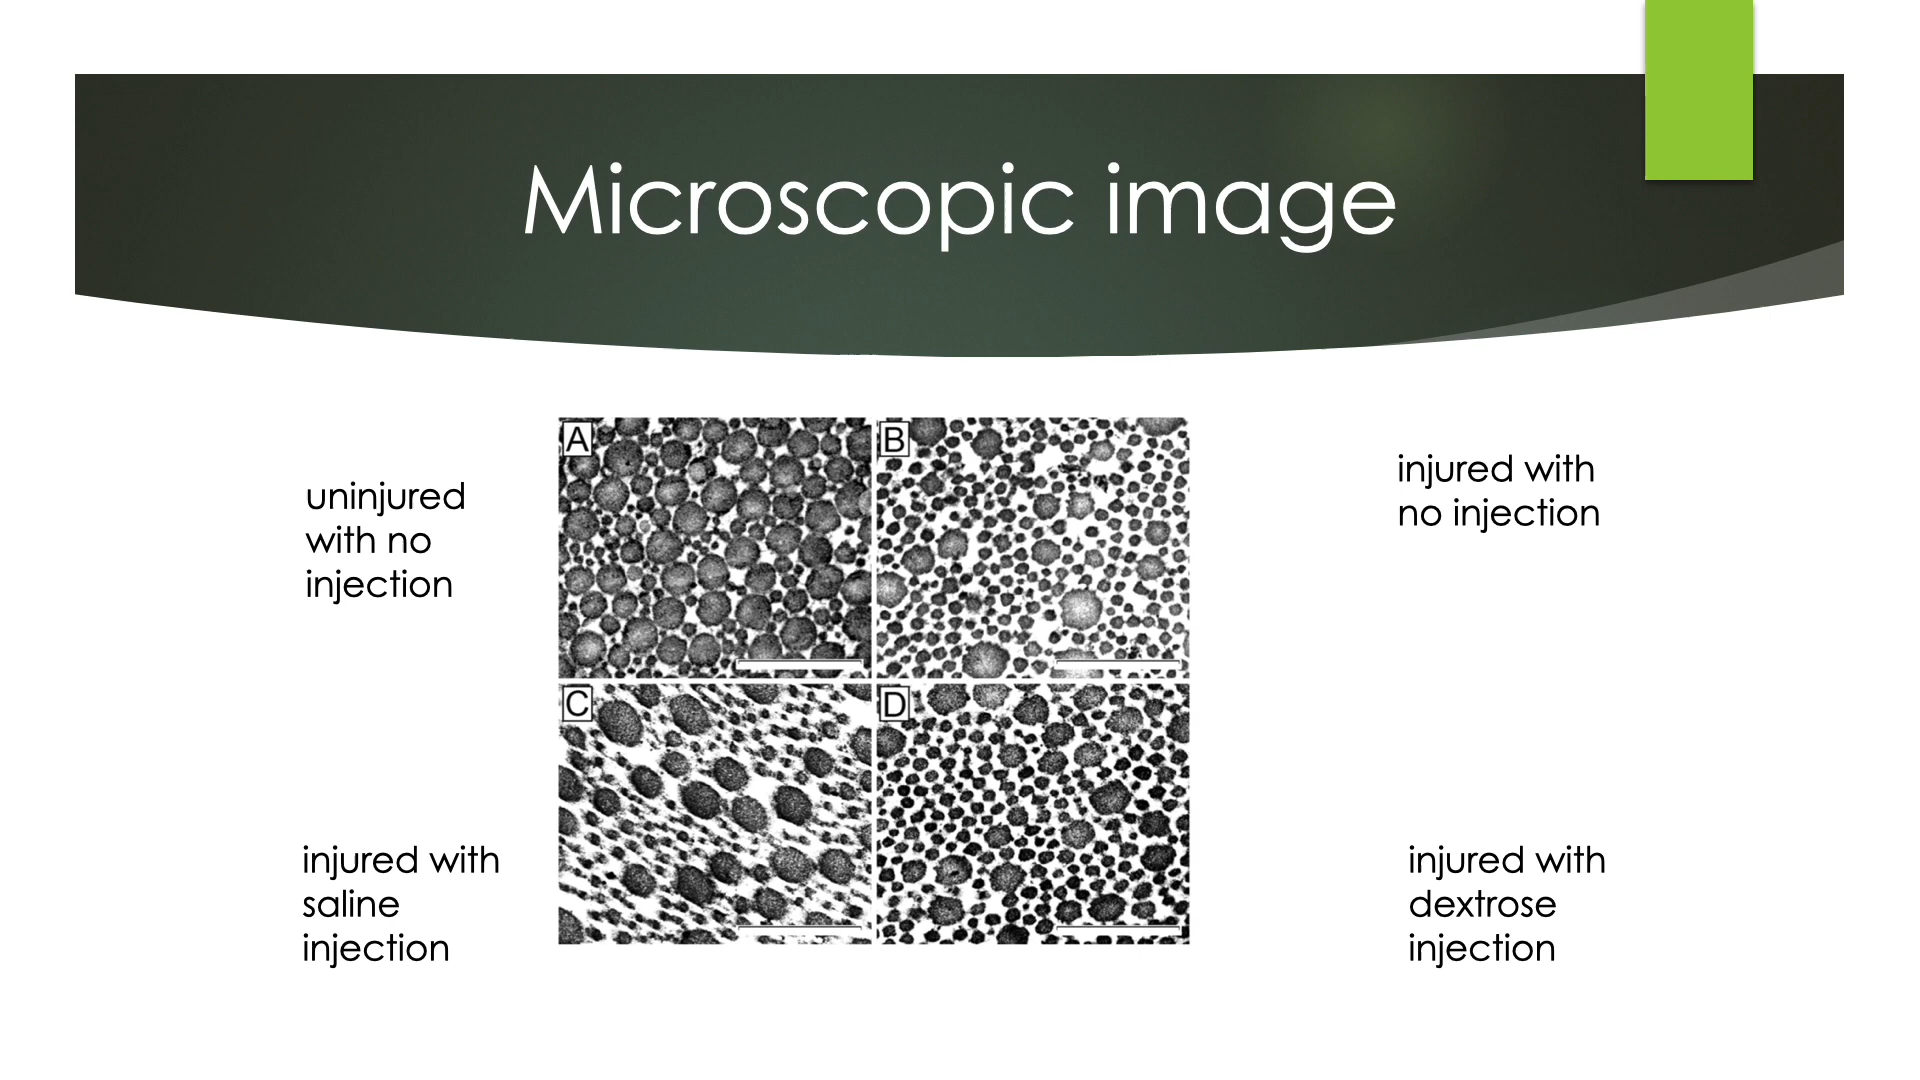 Microscopic image
uninjured
with no
injection
A
B
injured with
no injection
injured with
saline
injection
C
D
injured with
dextrose
injection